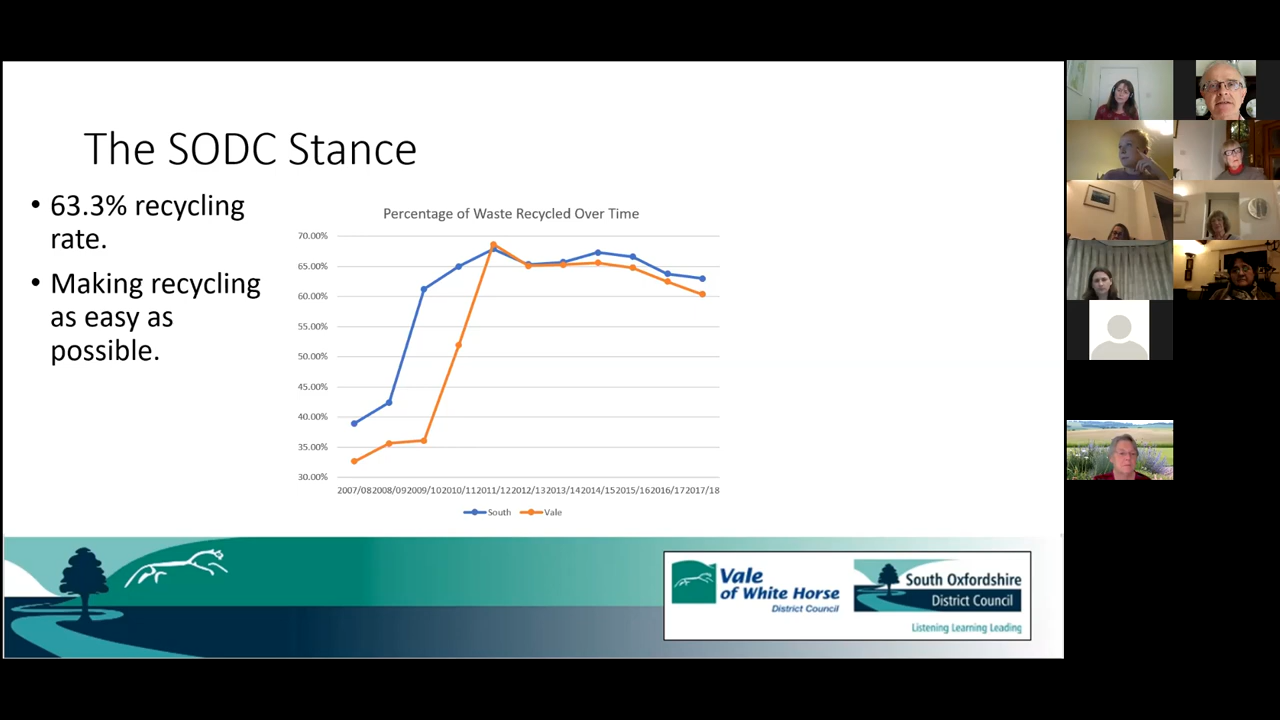 The SODC Stance
• 63.3% recycling
rate.
• Making recycling
as easy as
possible.
Percentage of Waste Recycled Over Time
70.00%
65.00%
60.00%
55.00%
50.00%
45.00%
40.00%
35.00%
30.00%
2007/08 2008/09 2009/10 2010/11 2011/12 2012/13 2013/14 2014/15 2015/16 2016/17 2017/18
South Vale
Vale
of White Horse
District Council
South Oxfordshire
District Council
Listening Learning Leading